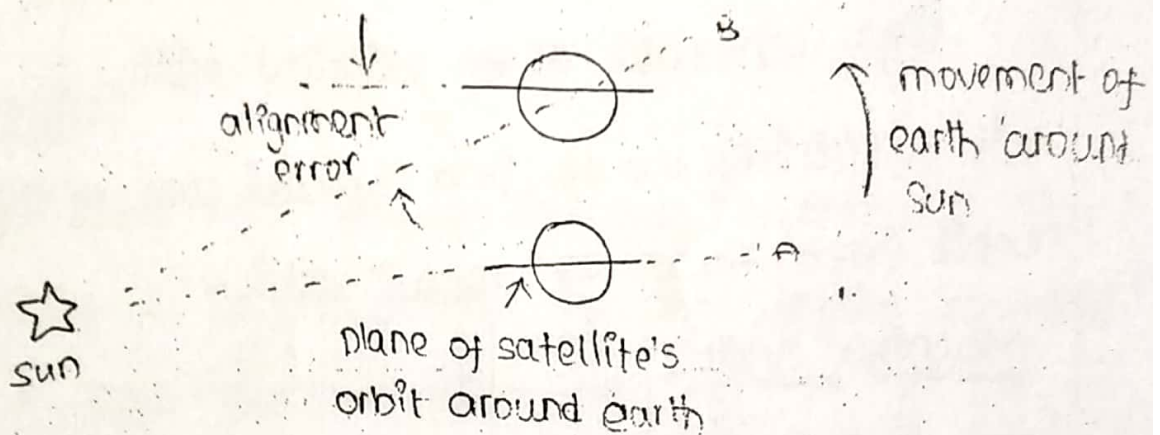 B
alignment
error
movement of
earth around
sun
A
plane of satellite's
orbit around earth
sun